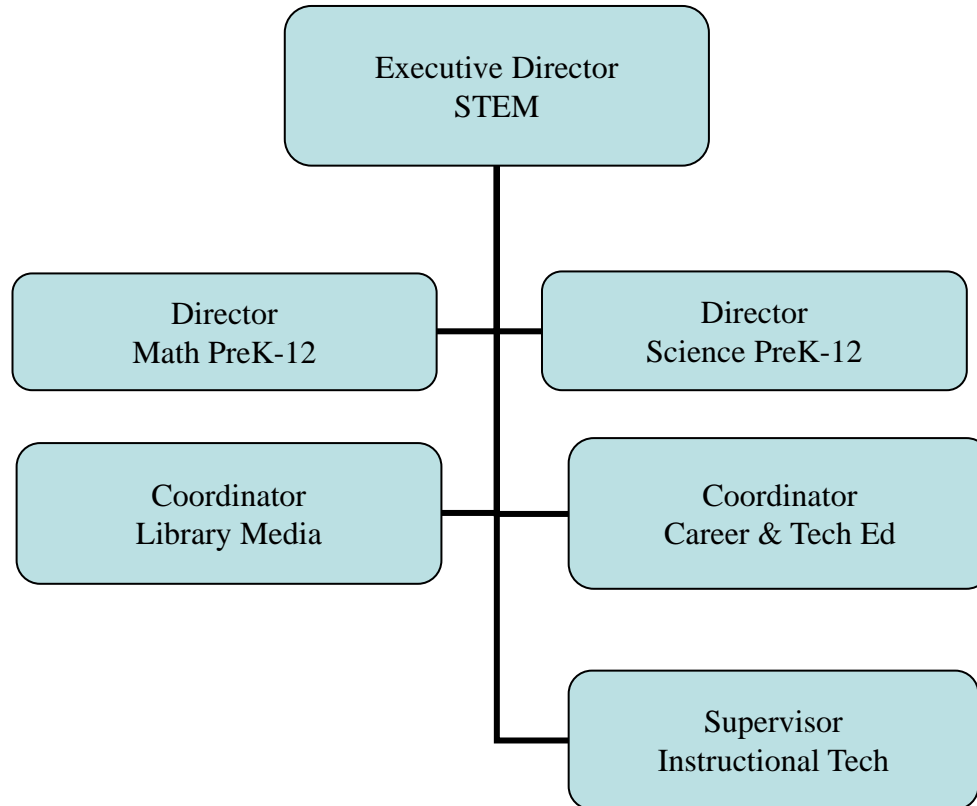 Executive Director
STEM
Director
Math PreK-12
Director
Science PreK-12
Coordinator
Library Media
Coordinator
Career & Tech Ed
Supervisor
Instructional Tech